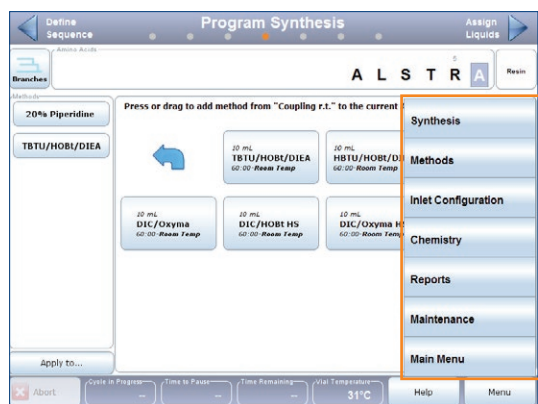 Define
Sequence
Program Synthesis
Assign
Liquids
Amino Acids
Branches
5
A L S T R A
Resin
Methods
20% Piperidine
TBTU/HOBt/DIEA
Press or drag to add method from "Coupling r.t." to the current
10 mL
TBTU/HOBt/DIEA
60:00-Room Temp
10 mL
HBTU/HOBt/DI
60:00-Room Temp
10 mL
DIC/Oxyma
60:00-Room Temp
10 mL
DIC/HOBt HS
60:00-Room Temp
10 mL
DIC/Oxyma H
60:00-Room Temp
Synthesis
Methods
Inlet Configuration
Chemistry
Reports
Maintenance
Main Menu
Apply to...
Abort
Cycle in Progress
--
Time to Pause
--
Time Remaining
--
Vial Temperature
31°C
Help
Menu